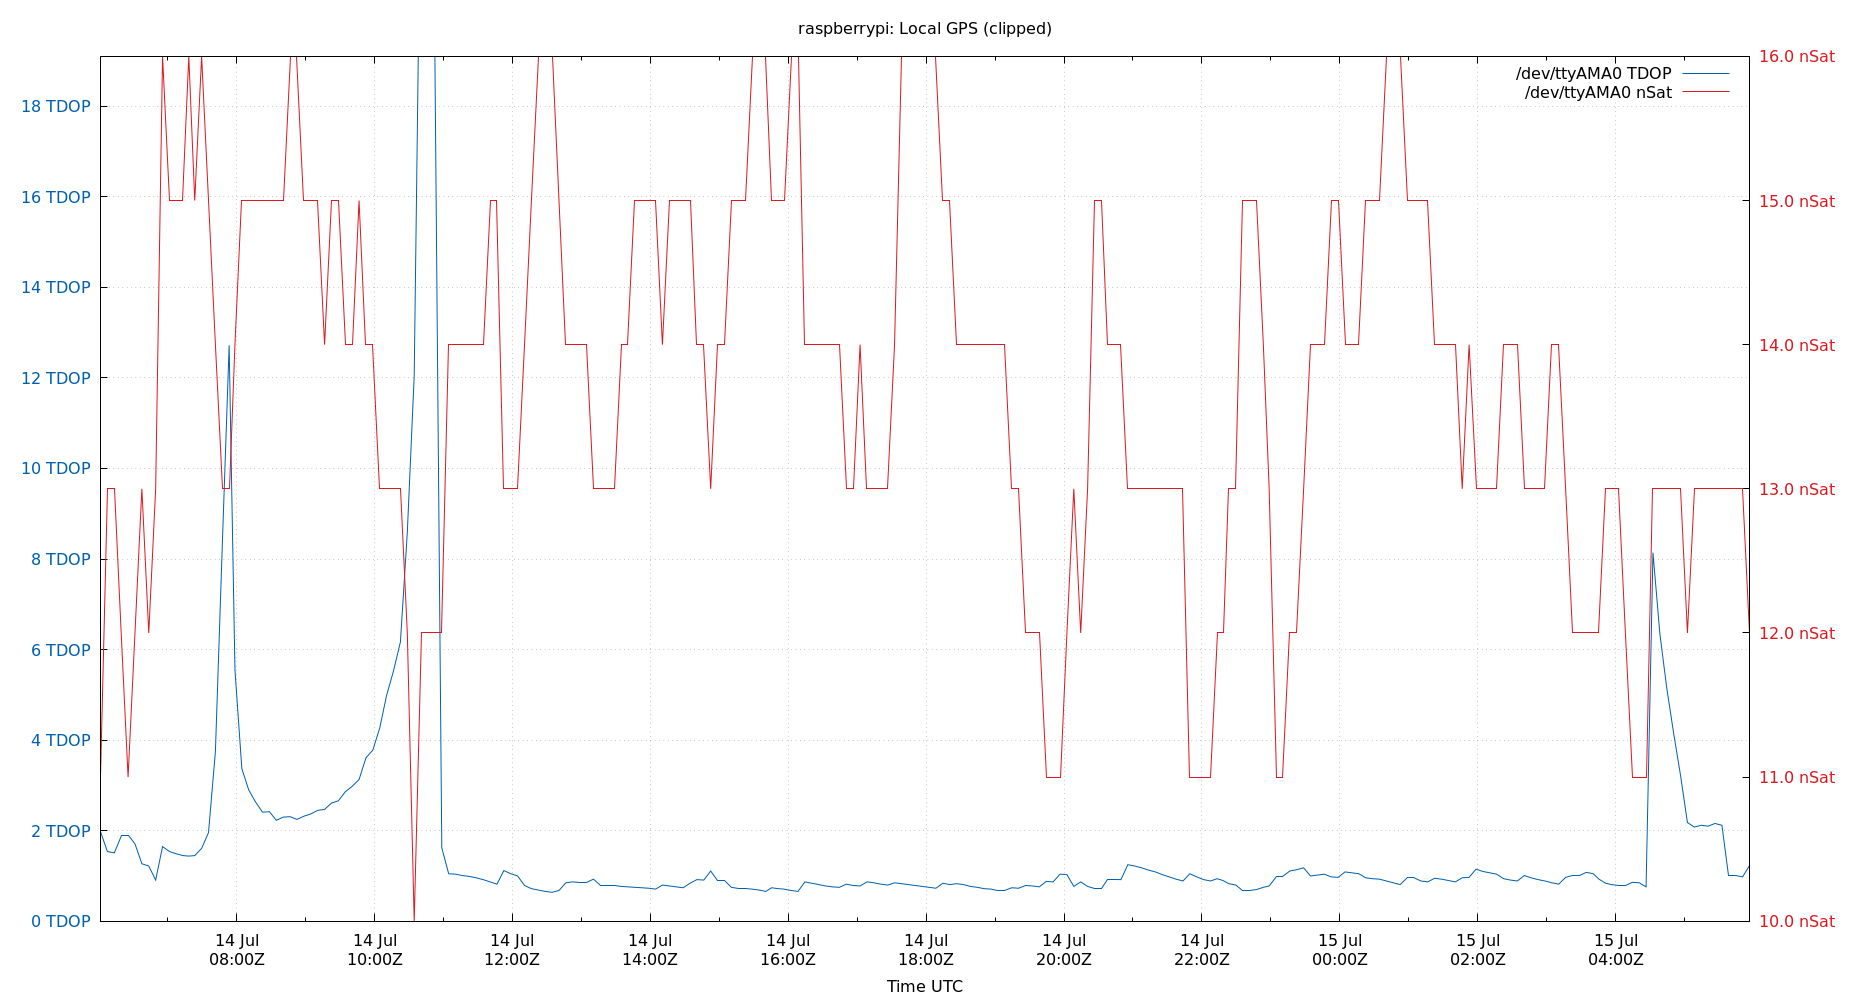 raspberrypi: Local GPS (clipped)
/dev/ttyAMA0 TDOP
/dev/ttyAMA0 nSat
18 TDOP
16 TDOP
14 TDOP
12 TDOP
10 TDOP
8 TDOP
6 TDOP
4 TDOP
2 TDOP
0 TDOP
16.0 nSat
15.0 nSat
14.0 nSat
13.0 nSat
12.0 nSat
11.0 nSat
10.0 nSat
14 Jul
08:00Z
14 Jul
10:00Z
14 Jul
12:00Z
14 Jul
14:00Z
14 Jul
16:00Z
14 Jul
18:00Z
14 Jul
20:00Z
14 Jul
22:00Z
15 Jul
00:00Z
15 Jul
02:00Z
15 Jul
04:00Z
Time UTC